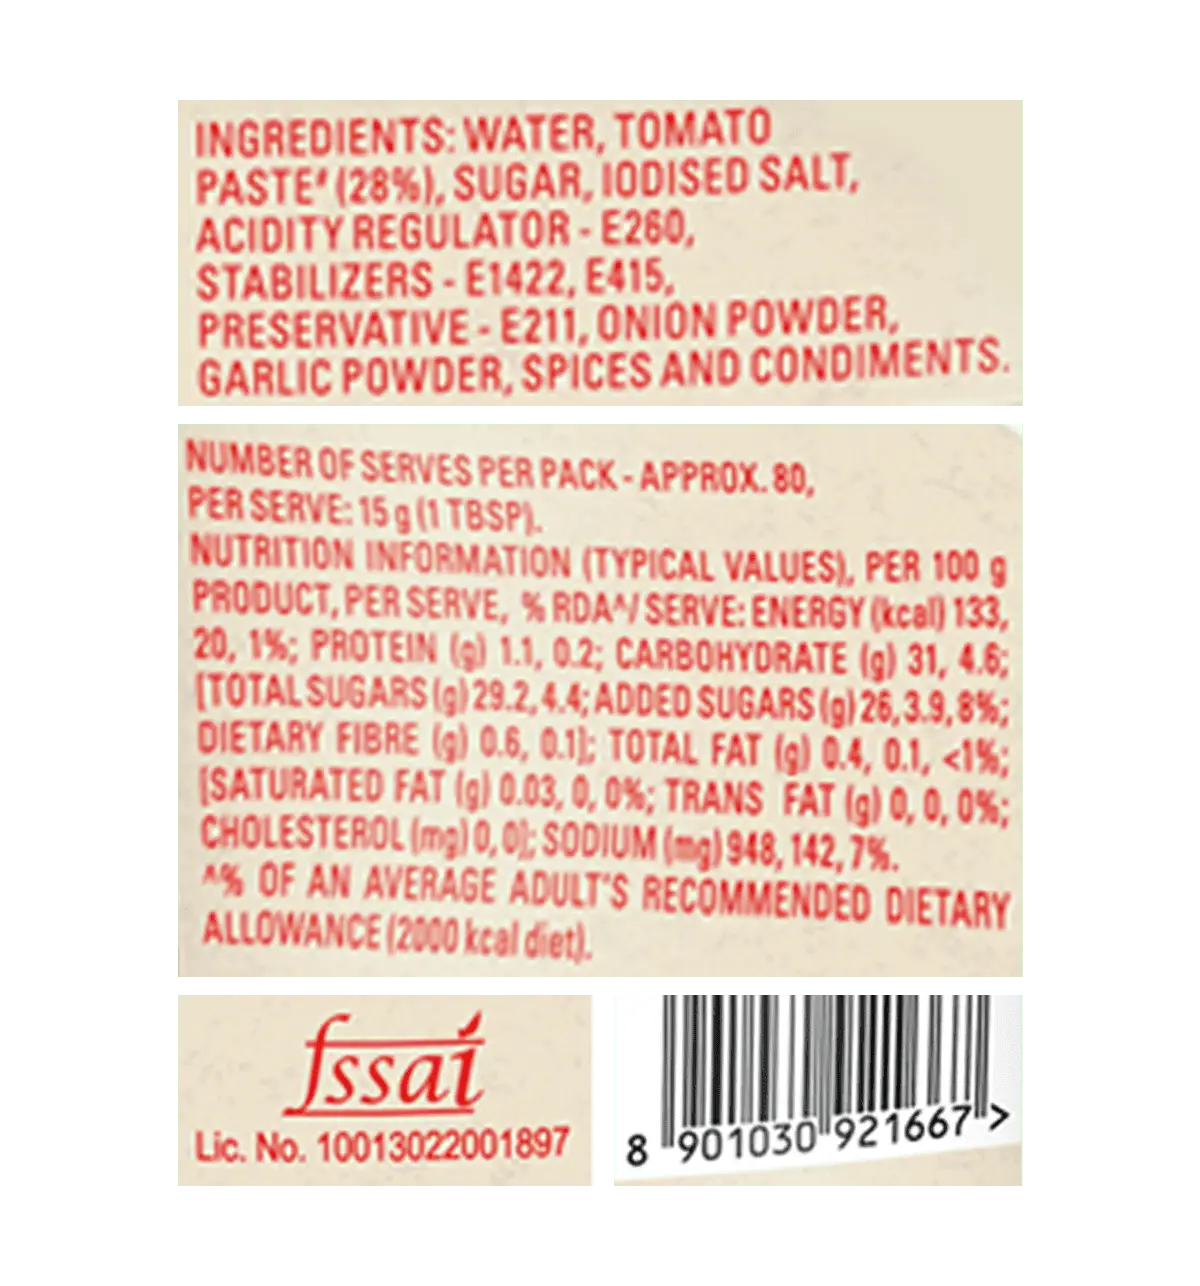 INGREDIENTS: WATER, TOMATO
PASTE# (28%), SUGAR, IODISED SALT,
ACIDITY REGULATOR - E260,
STABILIZERS - E1422, E415,
PRESERVATIVE - E211, ONION POWDER,
GARLIC POWDER, SPICES AND CONDIMENTS.
NUMBER OF SERVES PER PACK - APPROX. 80,
PER SERVE: 15 g (1 TBSP).
NUTRITION INFORMATION (TYPICAL VALUES), PER 100 g
PRODUCT, PER SERVE, % RDA^/ SERVE: ENERGY (kcal) 133,
20, 1%; PROTEIN (g) 1.1, 0.2; CARBOHYDRATE (g) 31, 4.6;
[TOTAL SUGARS (g) 29.2, 4.4; ADDED SUGARS (g) 26, 3.9, 8%;
DIETARY FIBRE (g) 0.6, 0.1]; TOTAL FAT (g) 0.4, 0.1, <1%;
[SATURATED FAT (g) 0.03, 0, 0%; TRANS FAT (g) 0, 0, 0%;
CHOLESTEROL (mg) 0, 0]; SODIUM (mg) 948, 142, 7%.
^% OF AN AVERAGE ADULT'S RECOMMENDED DIETARY
ALLOWANCE (2000 kcal diet).
fssai
Lic. No. 10013022001897
8 901030 921667 >